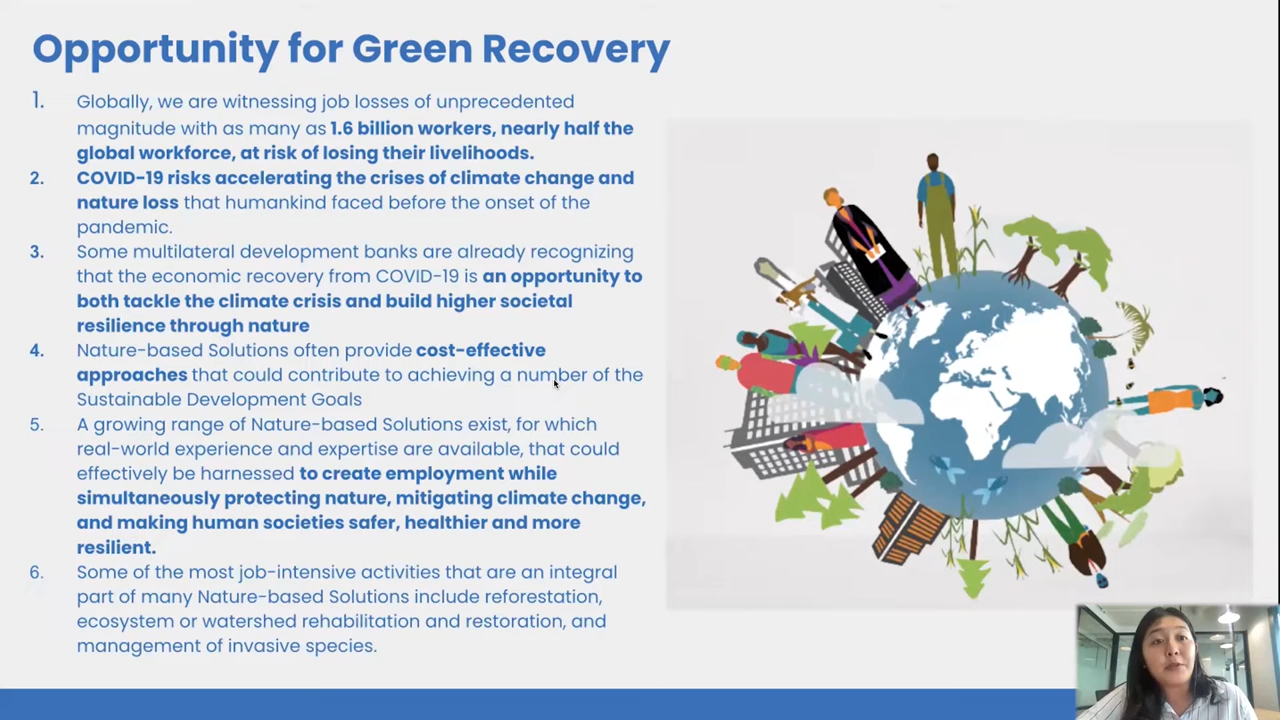 Opportunity for Green Recovery
1. Globally, we are witnessing job losses of unprecedented
magnitude with as many as 1.6 billion workers, nearly half the
global workforce, at risk of losing their livelihoods.
2. COVID-19 risks accelerating the crises of climate change and
nature loss that humankind faced before the onset of the
pandemic.
3. Some multilateral development banks are already recognizing
that the economic recovery from COVID-19 is an opportunity to
both tackle the climate crisis and build higher societal
resilience through nature
4. Nature-based Solutions often provide cost-effective
approaches that could contribute to achieving a number of the
Sustainable Development Goals
5. A growing range of Nature-based Solutions exist, for which
real-world experience and expertise are available, that could
effectively be harnessed to create employment while
simultaneously protecting nature, mitigating climate change,
and making human societies safer, healthier and more
resilient.
6. Some of the most job-intensive activities that are an integral
part of many Nature-based Solutions include reforestation,
ecosystem or watershed rehabilitation and restoration, and
management of invasive species.